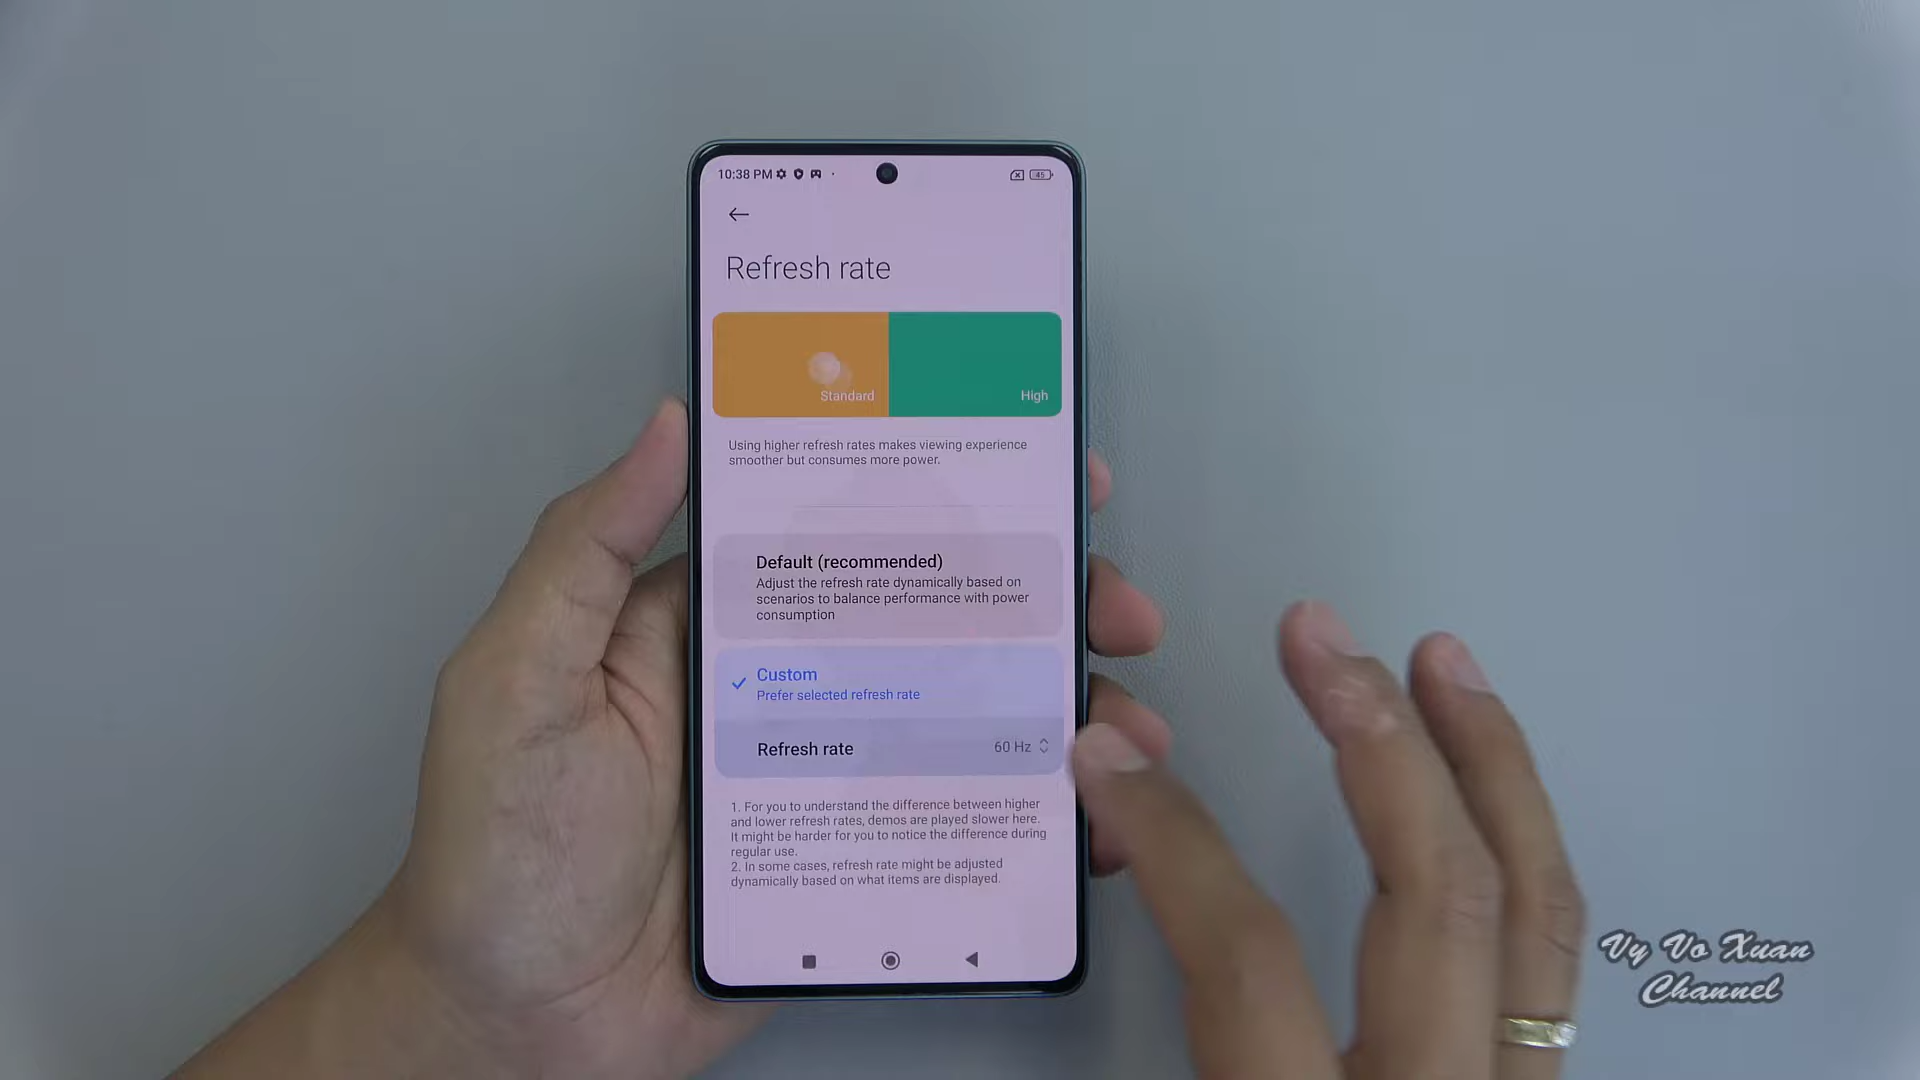 10:38 PM
45
Refresh rate
Standard
High
Using higher refresh rates makes viewing experience
smoother but consumes more power.
Default (recommended)
Adjust the refresh rate dynamically based on
scenarios to balance performance with power
consumption
Custom
Prefer selected refresh rate
Refresh rate
60 Hz
1. For you to understand the difference between higher
and lower refresh rates, demos are played slower here.
It might be harder for you to notice the difference during
regular use.
2. In some cases, refresh rate might be adjusted
dynamically based on what items are displayed.
Vy Vo Xuan
Channel